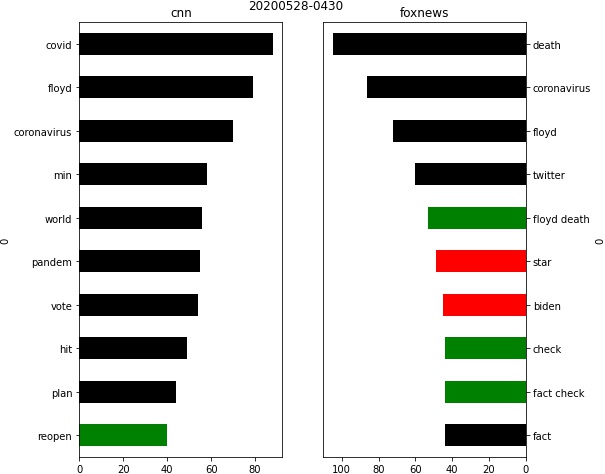 20200528-0430
cnn
foxnews
covid
floyd
coronavirus
min
world
pandem
vote
hit
plan
reopen
0 20 40 60 80
0
death
coronavirus
floyd
twitter
floyd death
star
biden
check
fact check
fact
100 80 60 40 20 0
0